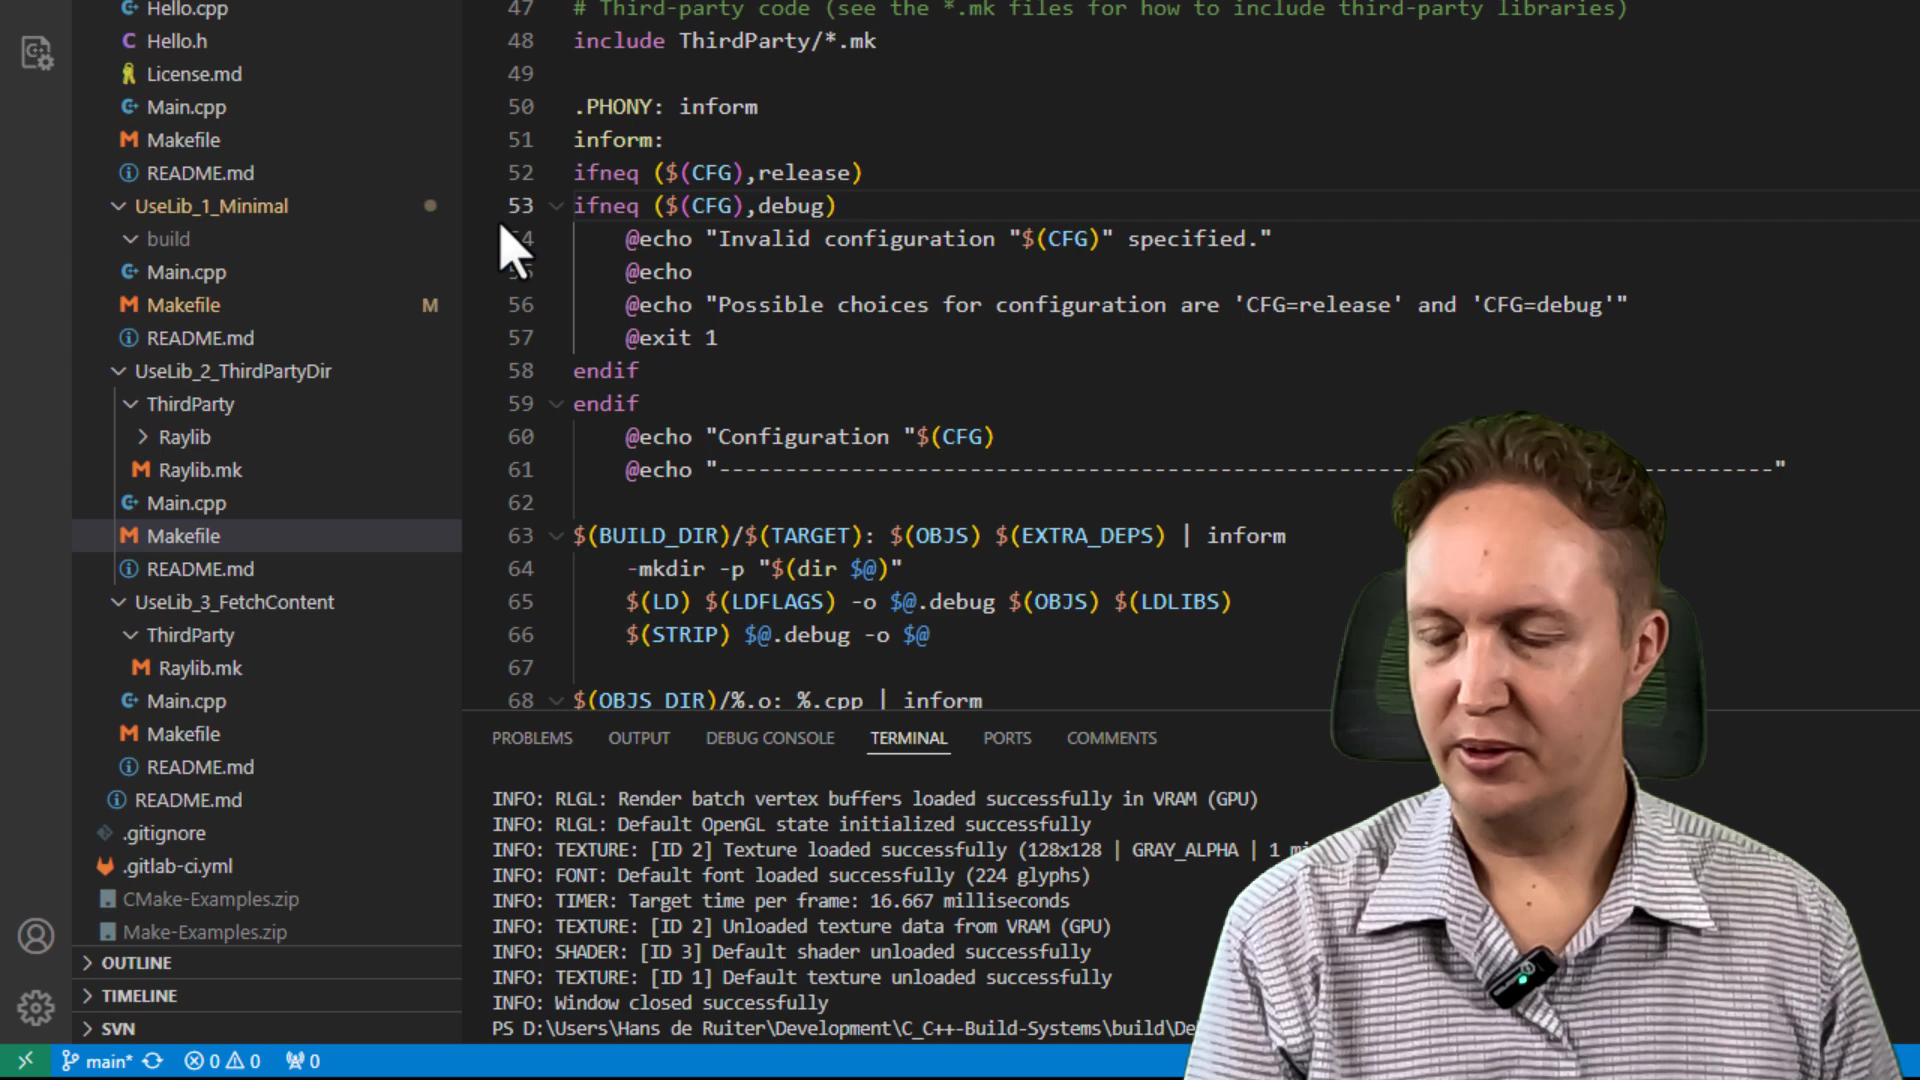 Hello.cpp
Hello.h
License.md
Main.cpp
Makefile
README.md
UseLib_1_Minimal
build
Main.cpp
Makefile M
README.md
UseLib_2_ThirdPartyDir
ThirdParty
Raylib
Raylib.mk
Main.cpp
Makefile
README.md
UseLib_3_FetchContent
ThirdParty
Raylib.mk
Main.cpp
Makefile
README.md
README.md
.gitignore
.gitlab-ci.yml
CMake-Examples.zip
Make-Examples.zip
OUTLINE
TIMELINE
SVN
47 # Third-party code (see the *.mk files for how to include third-party libraries)
48 include ThirdParty/*.mk
49
50 .PHONY: inform
51 inform:
52 ifneq ($(CFG),release)
53 ifneq ($(CFG),debug)
54 @echo "Invalid configuration "$(CFG)" specified."
55 @echo
56 @echo "Possible choices for configuration are 'CFG=release' and 'CFG=debug'"
57 @exit 1
58 endif
59 endif
60 @echo "Configuration "$(CFG)
61 @echo "--------------------------------------------------------------------------------"
62
63 $(BUILD_DIR)/$(TARGET): $(OBJS) $(EXTRA_DEPS) | inform
64 -mkdir -p "$(dir $@)"
65 $(LD) $(LDFLAGS) -o $@.debug $(OBJS) $(LDLIBS)
66 $(STRIP) $@.debug -o $@
67
68 $(OBJS_DIR)/%.o: %.cpp | inform
PROBLEMS OUTPUT DEBUG CONSOLE TERMINAL PORTS COMMENTS
INFO: RLGL: Render batch vertex buffers loaded successfully in VRAM (GPU)
INFO: RLGL: Default OpenGL state initialized successfully
INFO: TEXTURE: [ID 2] Texture loaded successfully (128x128 | GRAY_ALPHA | 1 mi
INFO: FONT: Default font loaded successfully (224 glyphs)
INFO: TIMER: Target time per frame: 16.667 milliseconds
INFO: TEXTURE: [ID 2] Unloaded texture data from VRAM (GPU)
INFO: SHADER: [ID 3] Default shader unloaded successfully
INFO: TEXTURE: [ID 1] Default texture unloaded successfully
INFO: Window closed successfully
PS D:\Users\Hans de Ruiter\Development\C_C++-Build-Systems\build\De
main* 0 0 0